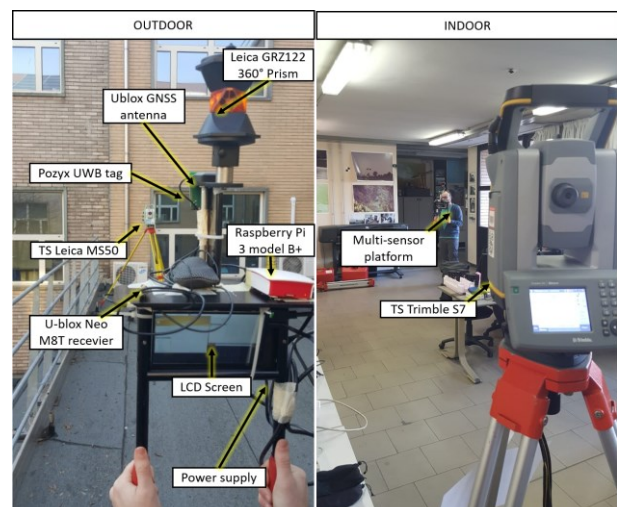 OUTDOOR
INDOOR
Leica GRZ122
360° Prism
Ublox GNSS
antenna
Pozyx UWB tag
TS Leica MS50
Raspberry Pi
3 model B+
U-blox Neo
M8T recevier
LCD Screen
Power supply
Multi-sensor
platform
TS Trimble S7